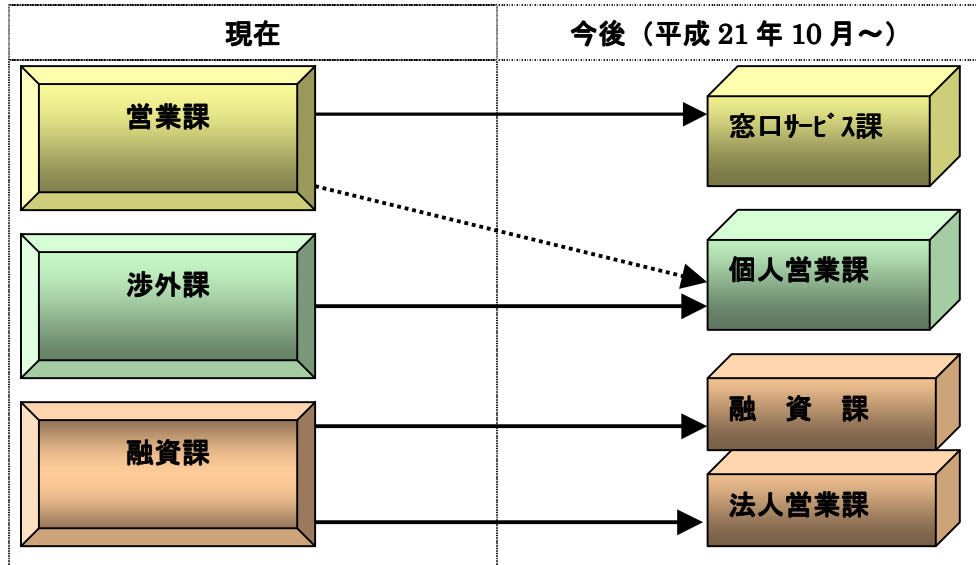 現在
今後（平成 21 年 10 月～）
営業課
窓口ｻｰﾋﾞｽ課
渉外課
個人営業課
融資課
融　資　課
法人営業課